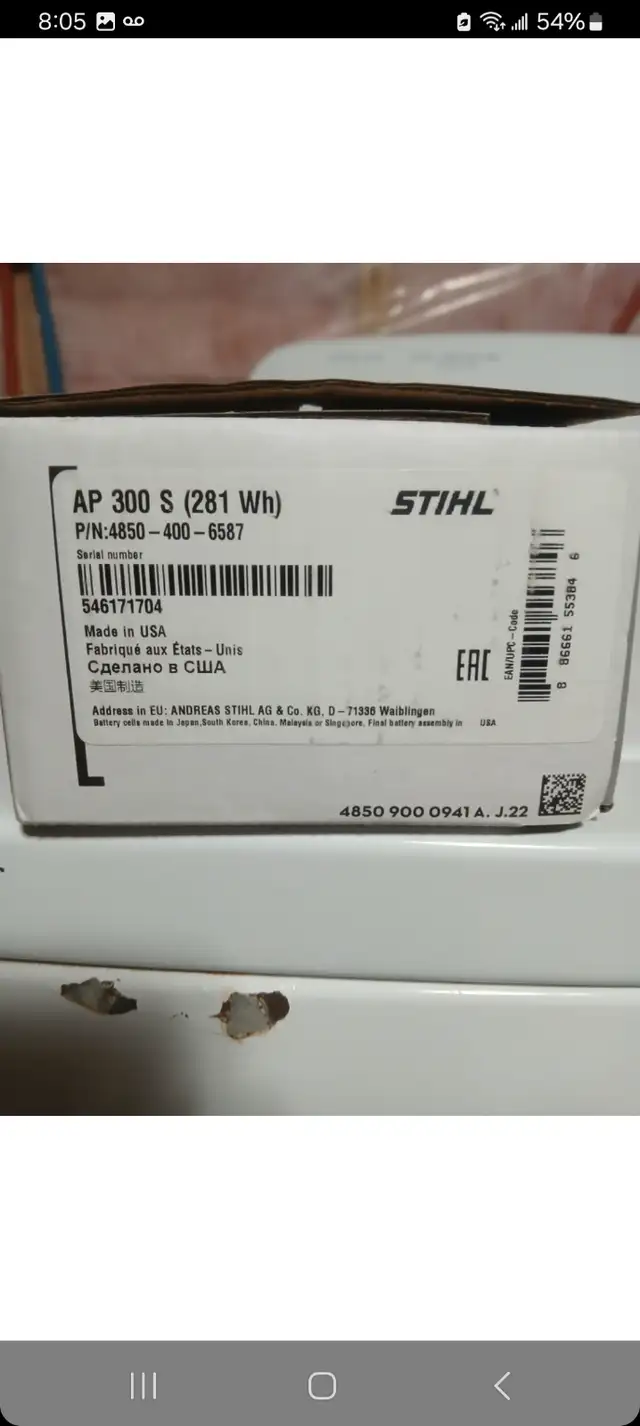 8:05
54%
AP 300 S (281 Wh)
STIHL
P/N:4850-400-6587
Serial number
546171704
Made in USA
Fabriqué aux États-Unis
Сделано в США
美国制造
EAC
EAN/UPC-Code
8 86661 55384 6
Address in EU: ANDREAS STIHL AG & Co. KG, D-71336 Waiblingen
Battery cells made in Japan,South Korea, China, Malaysia or Singapore, Final battery assembly in USA
4850 900 0941 A. J.22